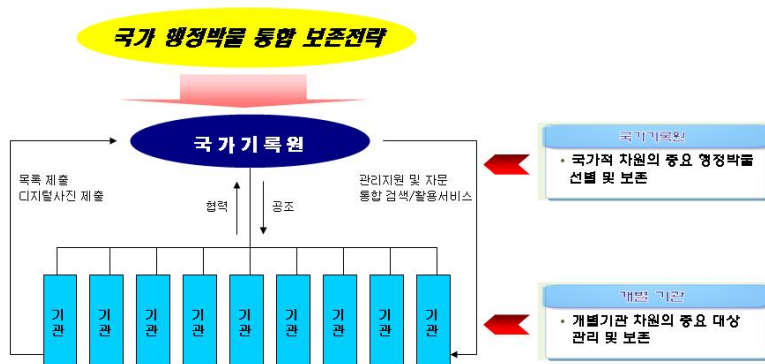 국가 행정박물 통합 보존전략
국가기록원
목록 제출
디지털사진 제출
협력
공조
관리지원 및 자문
통합 검색/활용서비스
국가기록원
• 국가적 차원의 중요 행정박물
선별 및 보존
기관
기관
기관
기관
기관
기관
기관
기관
기관
개별 기관
• 개별기관 차원의 중요 대상
관리 및 보존